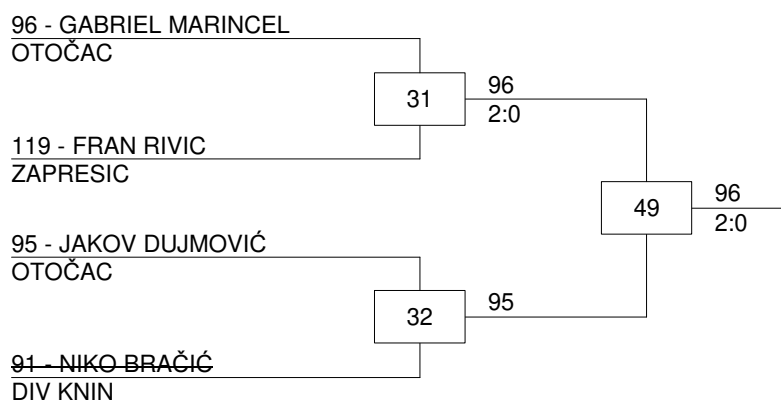 96 - GABRIEL MARINCEL
OTOČAC
31
96
2:0
119 - FRAN RIVIC
ZAPRESIC
49
96
2:0
95 - JAKOV DUJMOVIĆ
OTOČAC
32
95
91 - NIKO BRAČIĆ
DIV KNIN